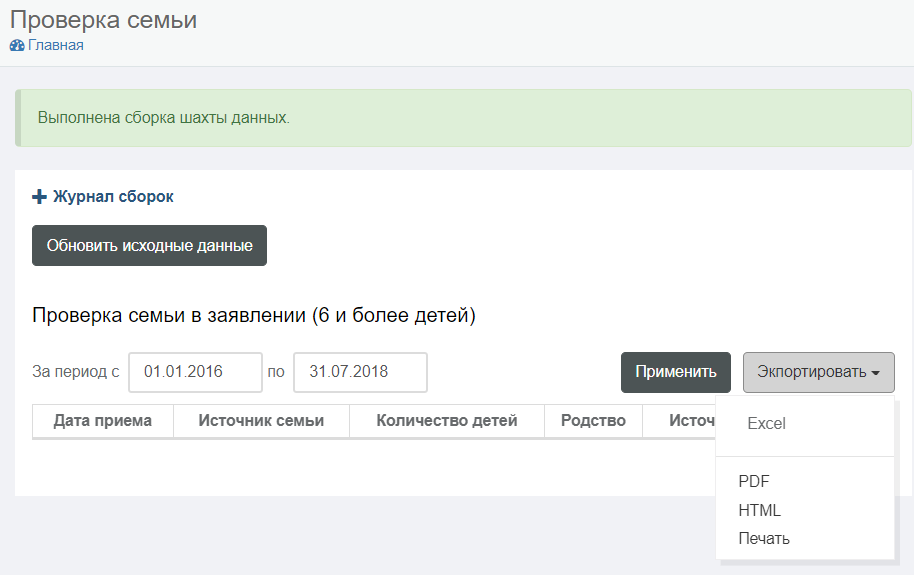 Проверка семьи
Главная
Выполнена сборка шахты данных.
Журнал сборок
Обновить исходные данные
Проверка семьи в заявлении (6 и более детей)
За период с 01.01.2016 по 31.07.2018 Применить Экпортировать
Дата приема Источник семьи Количество детей Родство Источ
Excel
PDF
HTML
Печать